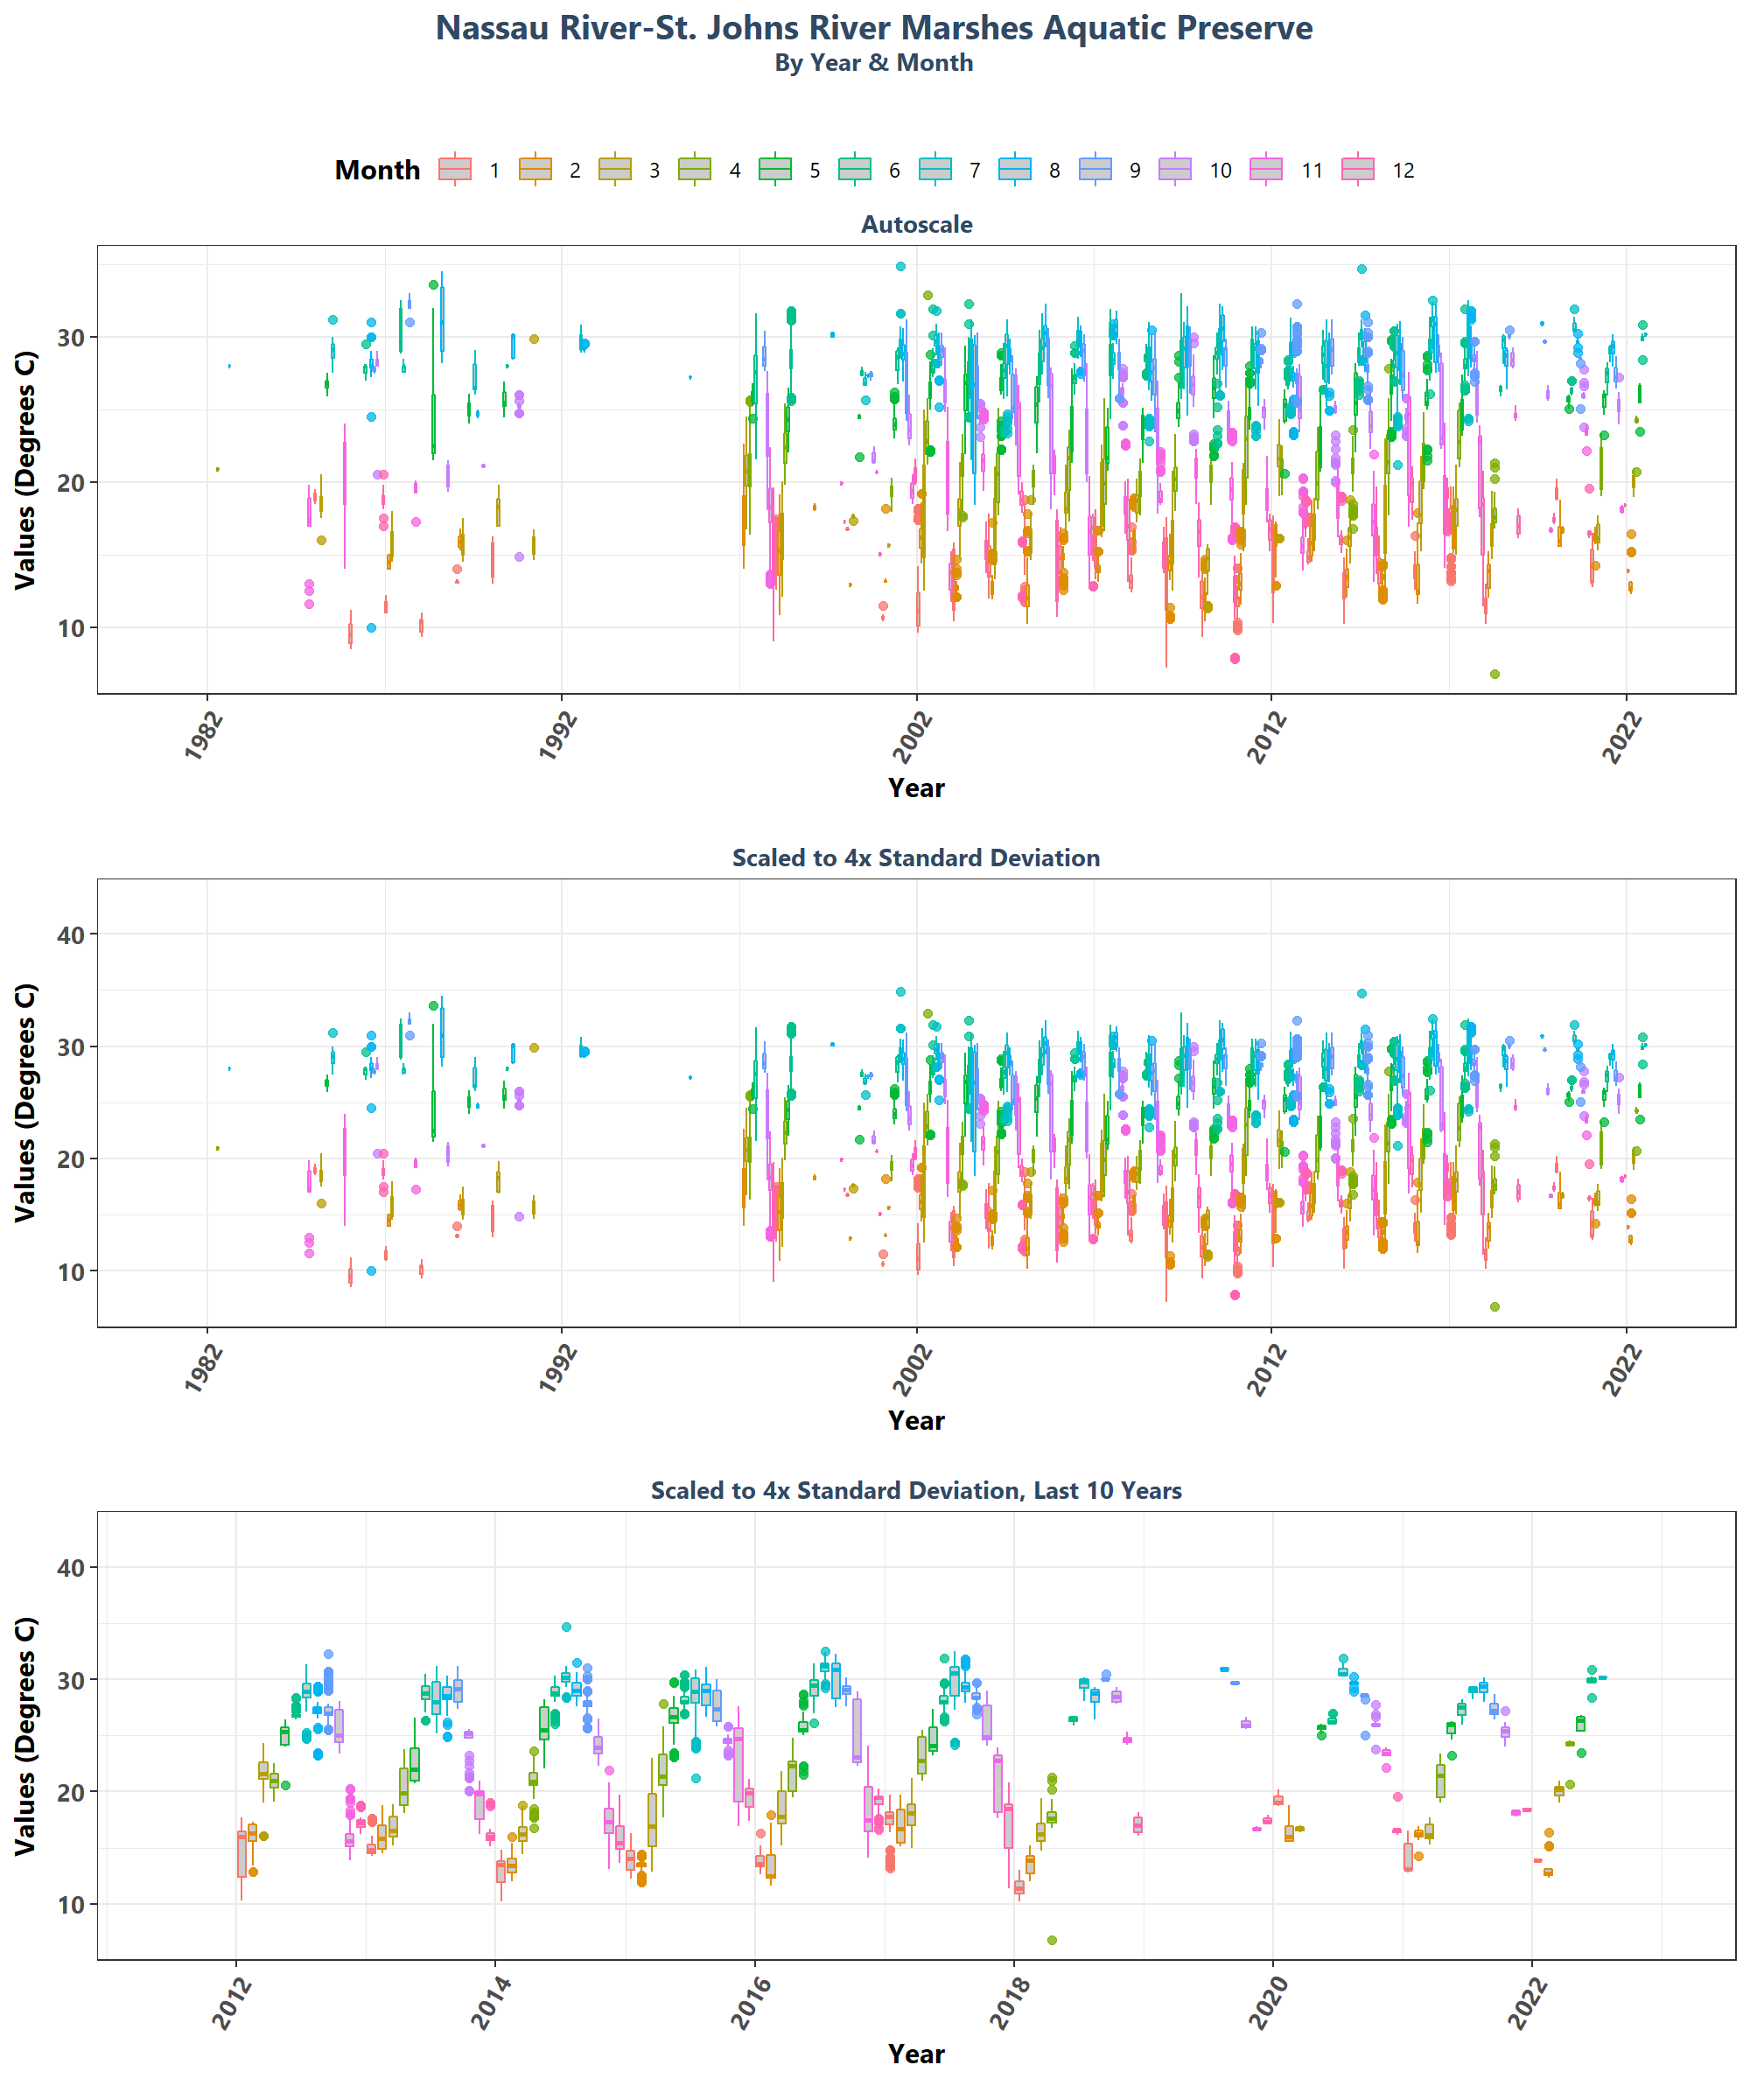 Nassau River-St. Johns River Marshes Aquatic Preserve
By Year & Month
Month 1 2 3 4 5 6 7 8 9 10 11 12
Autoscale
Values (Degrees C)
30
20
10
1982 1992 2002 2012 2022
Year
Scaled to 4x Standard Deviation
Values (Degrees C)
40
30
20
10
1982 1992 2002 2012 2022
Year
Scaled to 4x Standard Deviation, Last 10 Years
Values (Degrees C)
40
30
20
10
2012 2014 2016 2018 2020 2022
Year